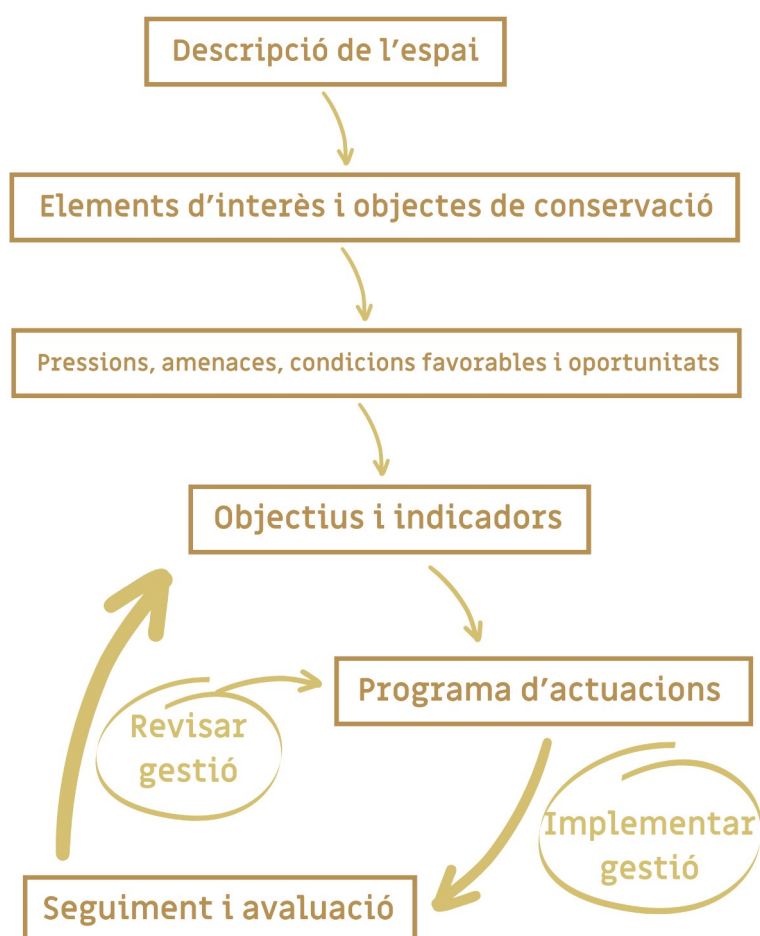 Descripció de l'espai
Elements d'interès i objectes de conservació
Pressions, amenaces, condicions favorables i oportunitats
Objectius i indicadors
Programa d'actuacions
Revisar
gestió
Implementar
gestió
Seguiment i avaluació